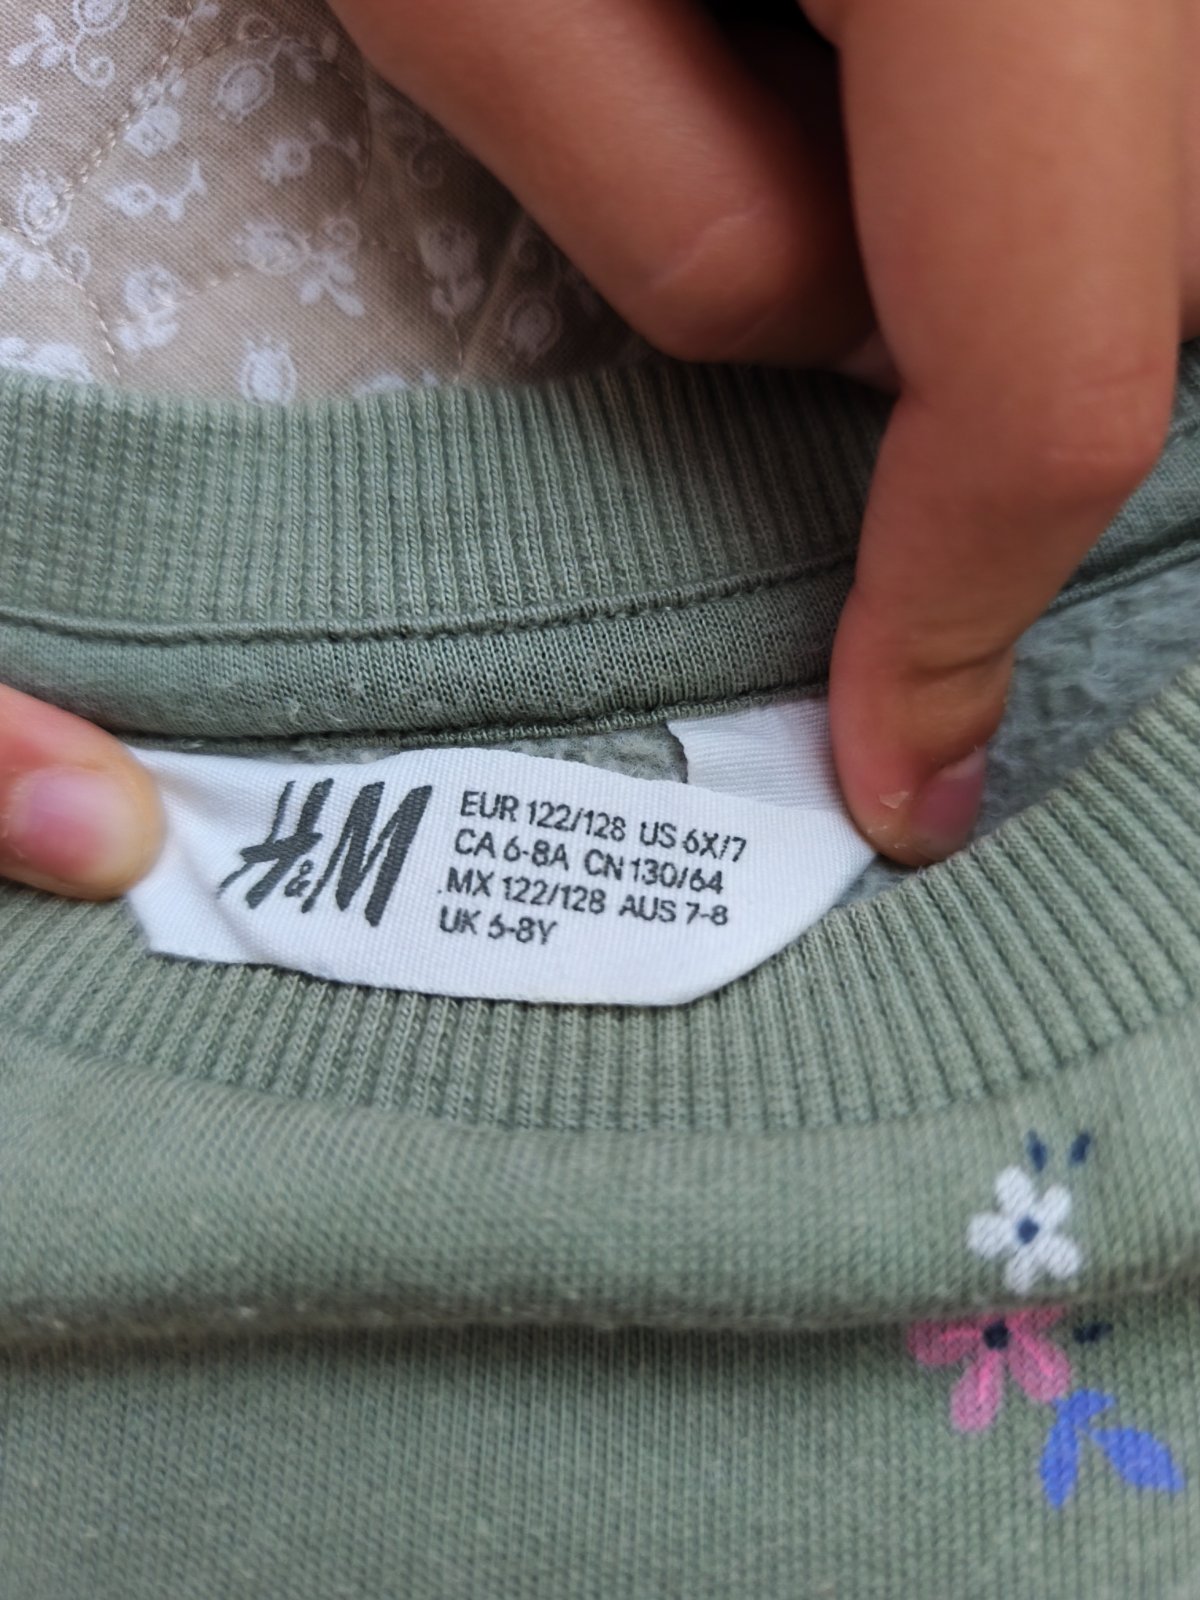 H&M
EUR 122/128 US 6X/7
CA 6-8A CN 130/64
MX 122/128 AUS 7-8
UK 6-8Y